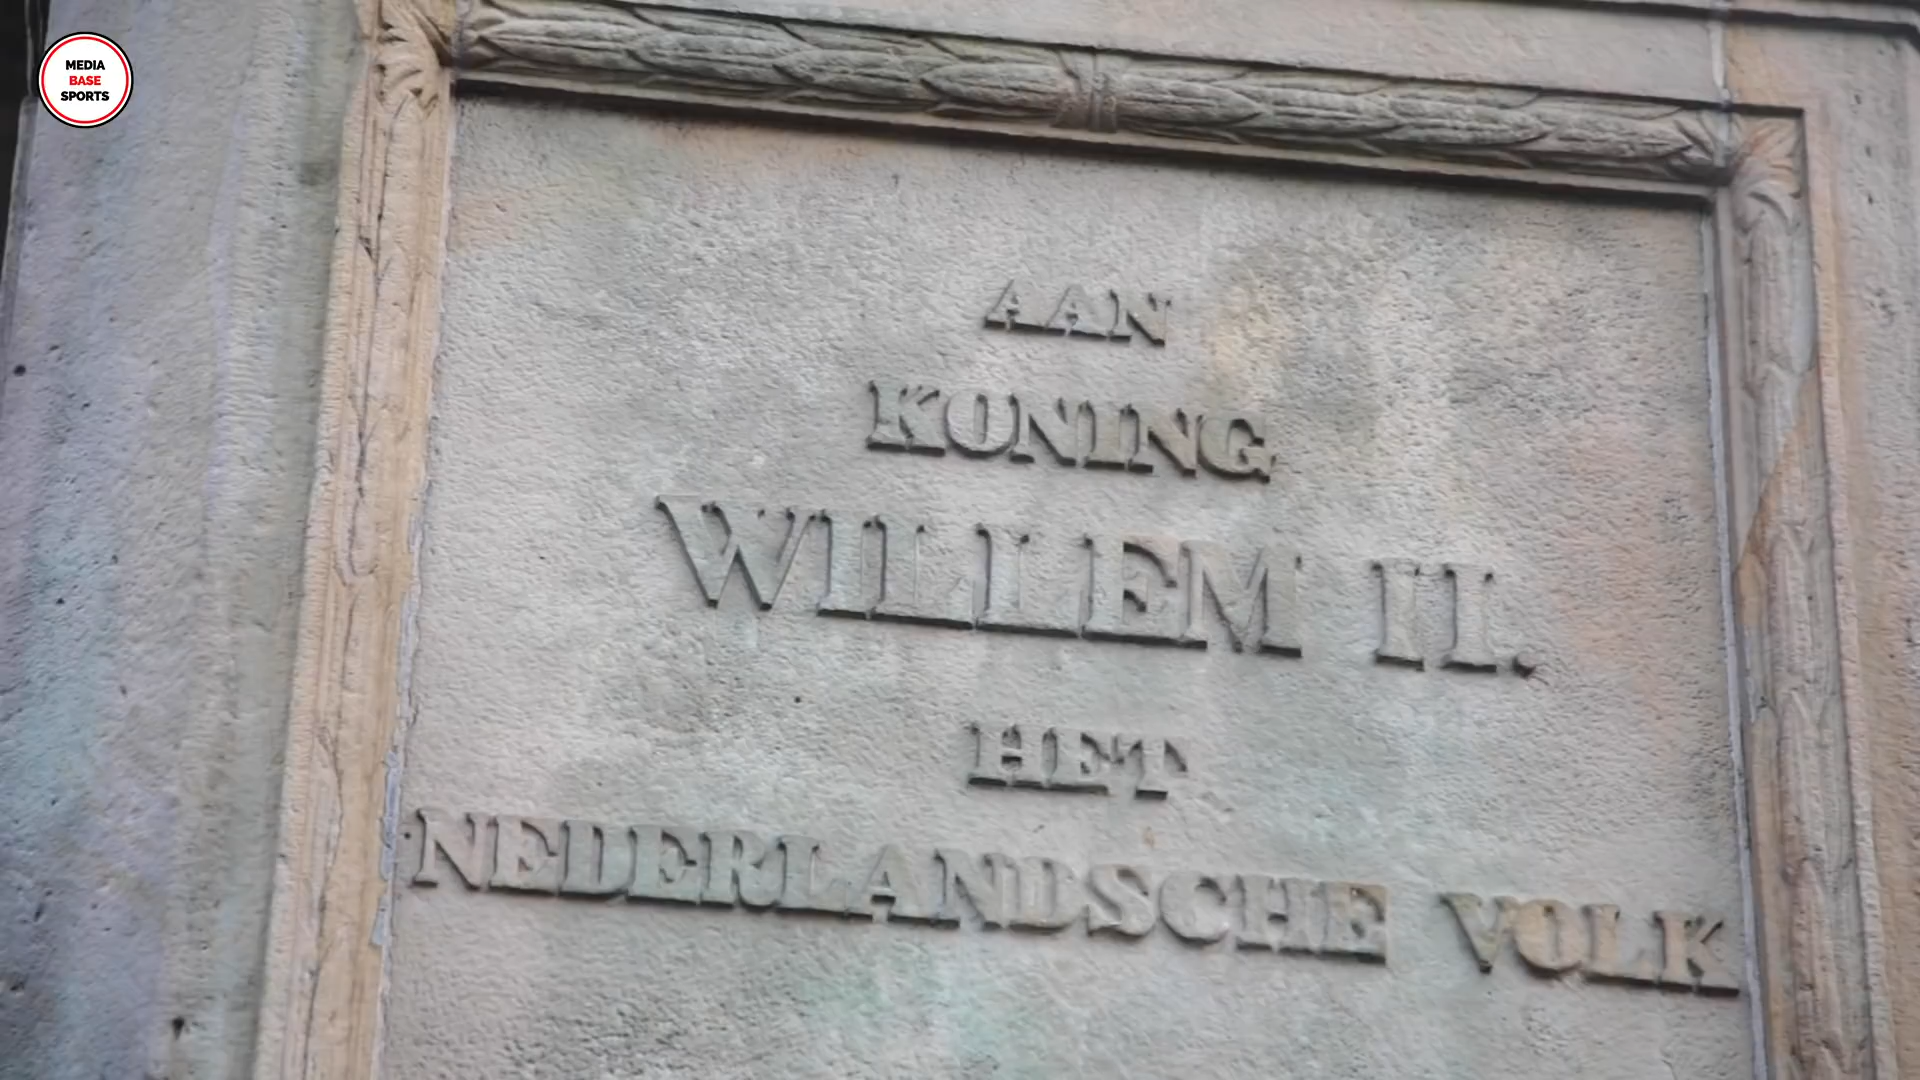 MEDIA
BASE
SPORTS
AAN
KONING
WILLEM II.
HET
NEDERLANDSCHE VOLK